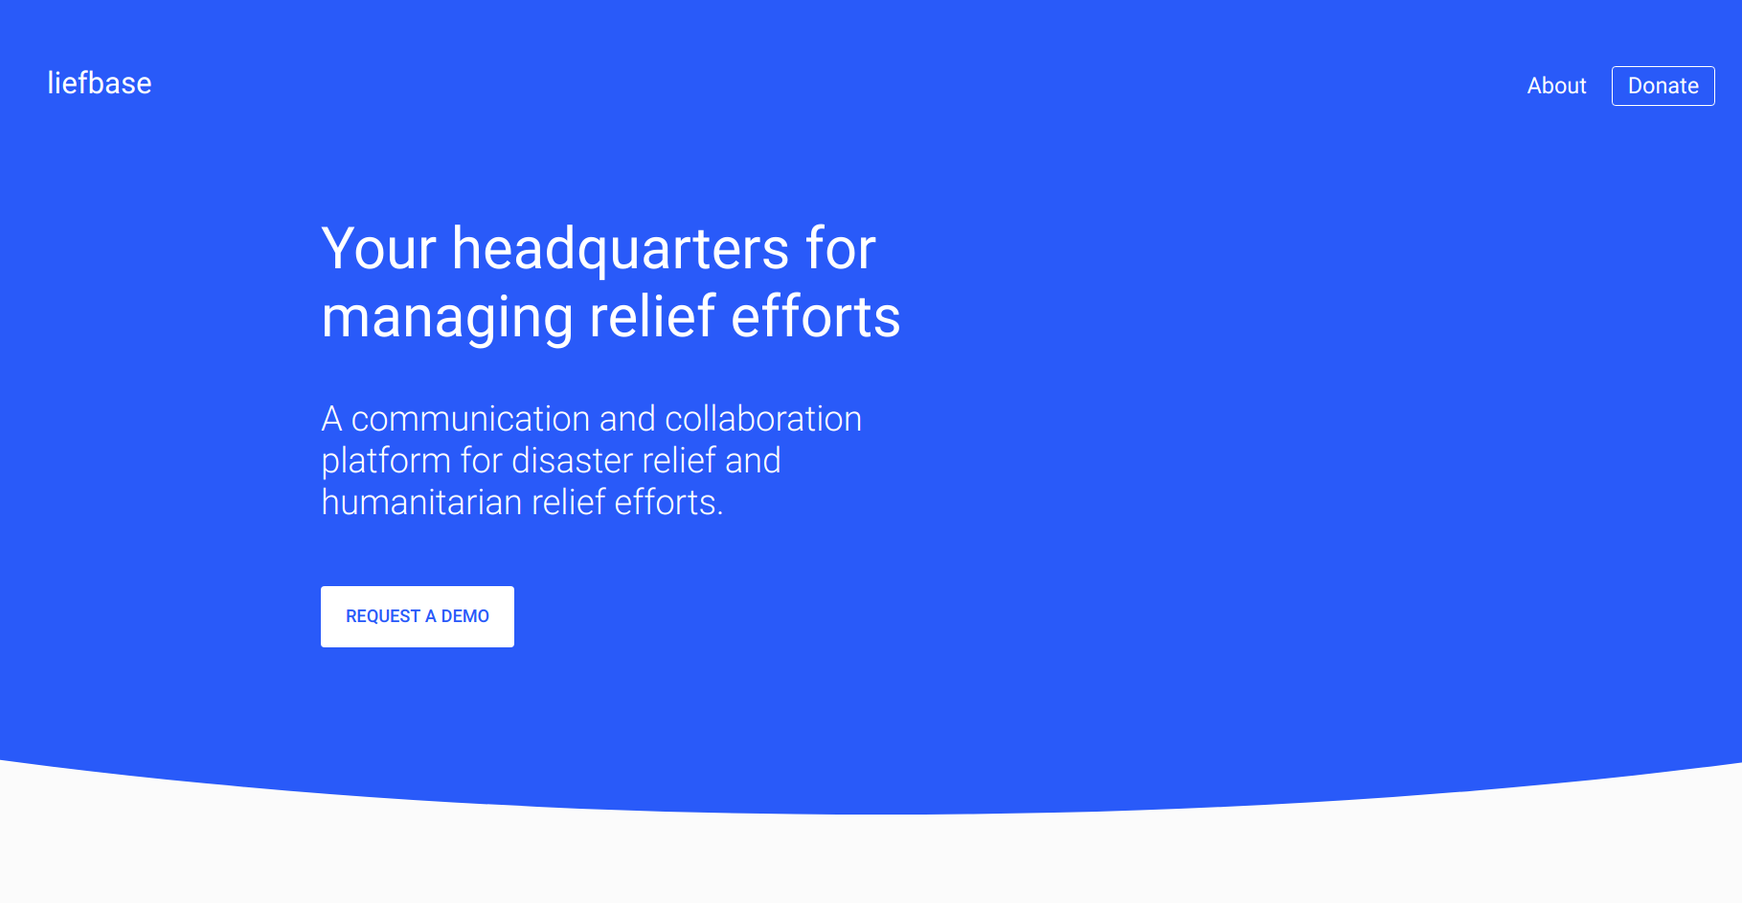 liefbase
About
Donate
Your headquarters for
managing relief efforts
A communication and collaboration
platform for disaster relief and
humanitarian relief efforts.
REQUEST A DEMO